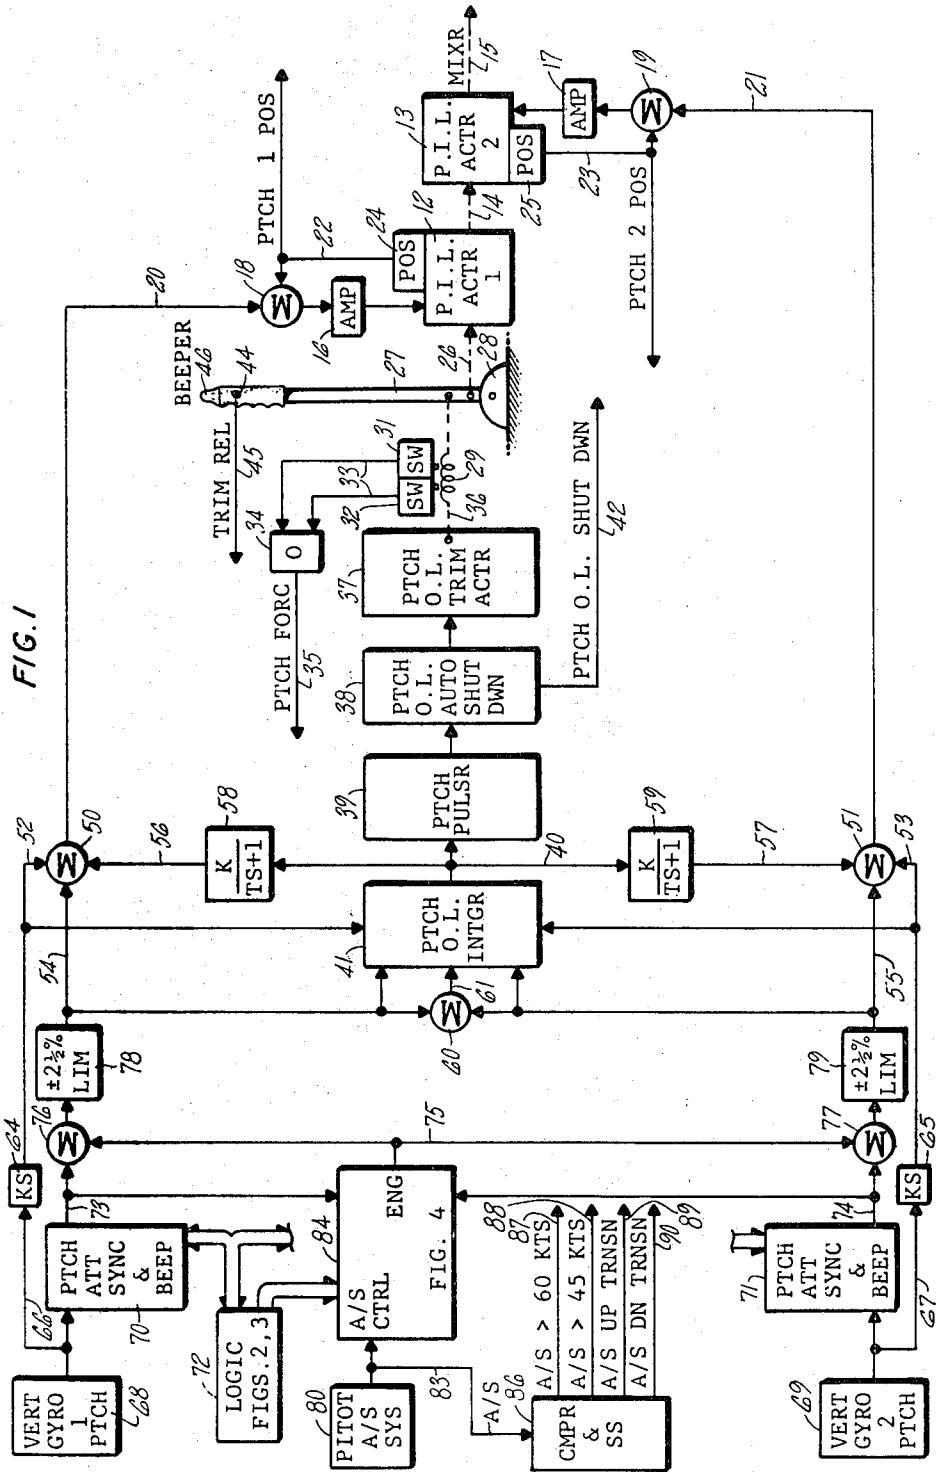 FIG. 1
VERT
GYRO
1
PTCH
68
66
KS
64
PTCH
ATT
SYNC
&
BEEP
70
73
M
76
±2½%
LIM
78
54
52
M
50
20
LOGIC
FIGS. 2, 3
72
PITOT
A/S
SYS
80
83
A/S
CTRL
ENG
FIG. 4
84
75
A/S
CMPR
&
SS
86
A/S > 60 KTS
87
88
A/S > 45 KTS
A/S UP TRNSN
89
A/S DN TRNSN
90
M
60
61
PTCH
O.L.
INTGR
41
K
TS+1
58
56
40
K
TS+1
59
57
PTCH
PULSR
39
PTCH
O.L.
AUTO
SHUT
DWN
38
PTCH O.L. SHUT DWN
42
PTCH
O.L.
TRIM
ACTR
37
36
29
SW
SW
32
31
33
O
34
PTCH FORC
35
TRIM REL
45
BEEPER
46
44
27
26
28
M
18
AMP
16
PTCH 1 POS
22
POS
24
P.I.L.
ACTR
1
12
14
P.I.L.
ACTR
2
13
POS
25
MIXR
15
AMP
17
M
19
21
23
PTCH 2 POS
VERT
GYRO
2
PTCH
69
67
KS
65
PTCH
ATT
SYNC
&
BEEP
71
74
M
77
±2½%
LIM
79
55
M
51
53